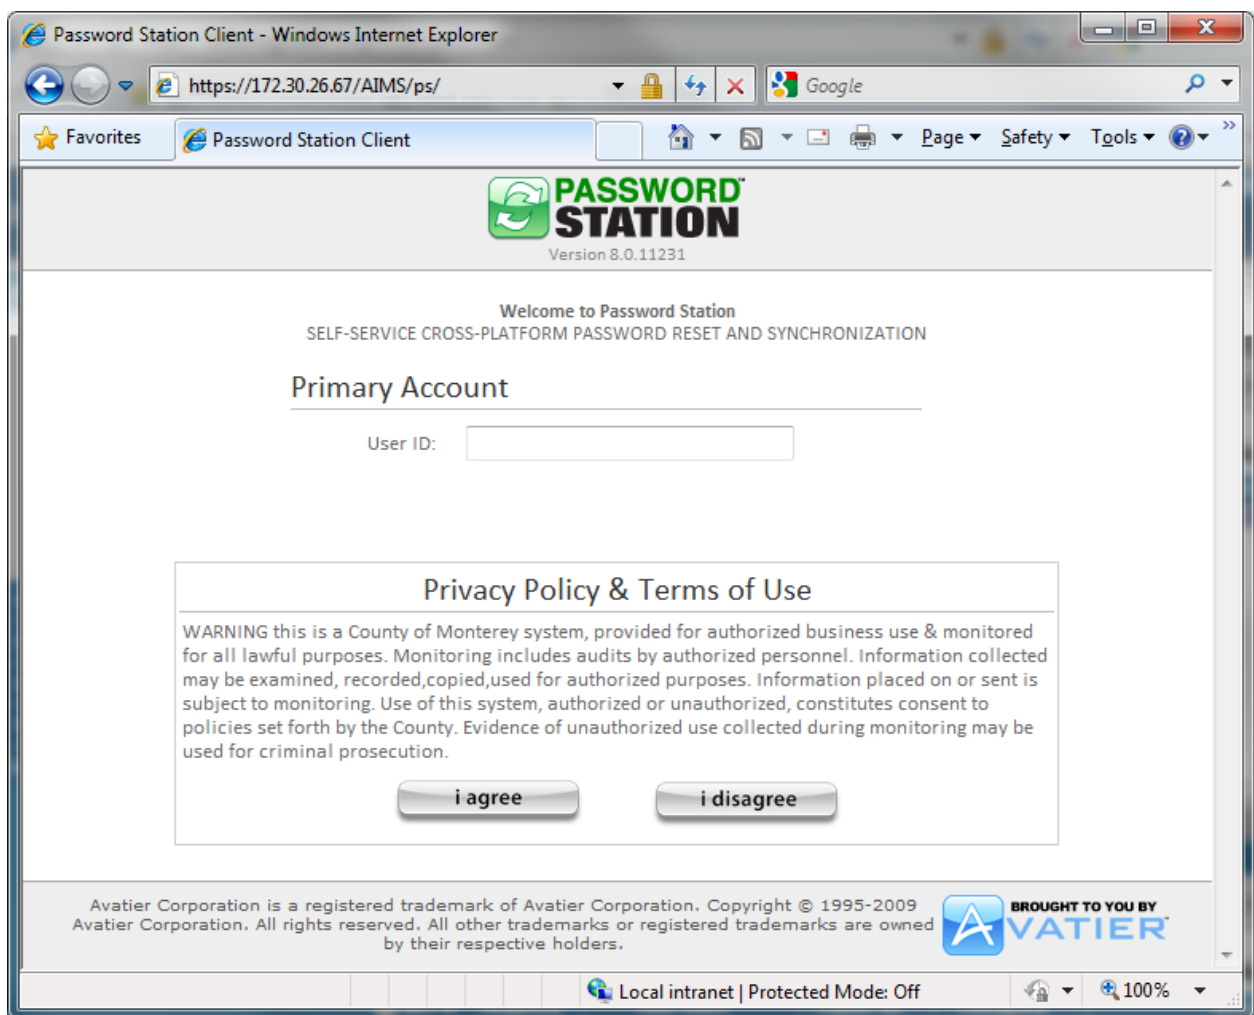 Password Station Client - Windows Internet Explorer
https://172.30.26.67/AIMS/ps/
Google
Favorites
Password Station Client
Page
Safety
Tools
PASSWORD™
STATION
Version 8.0.11231
Welcome to Password Station
SELF-SERVICE CROSS-PLATFORM PASSWORD RESET AND SYNCHRONIZATION
Primary Account
User ID:
Privacy Policy & Terms of Use
WARNING this is a County of Monterey system, provided for authorized business use & monitored
for all lawful purposes. Monitoring includes audits by authorized personnel. Information collected
may be examined, recorded,copied,used for authorized purposes. Information placed on or sent is
subject to monitoring. Use of this system, authorized or unauthorized, constitutes consent to
policies set forth by the County. Evidence of unauthorized use collected during monitoring may be
used for criminal prosecution.
i agree
i disagree
Avatier Corporation is a registered trademark of Avatier Corporation. Copyright © 1995-2009
Avatier Corporation. All rights reserved. All other trademarks or registered trademarks are owned
by their respective holders.
BROUGHT TO YOU BY
AVATIER™
Local intranet | Protected Mode: Off
100%